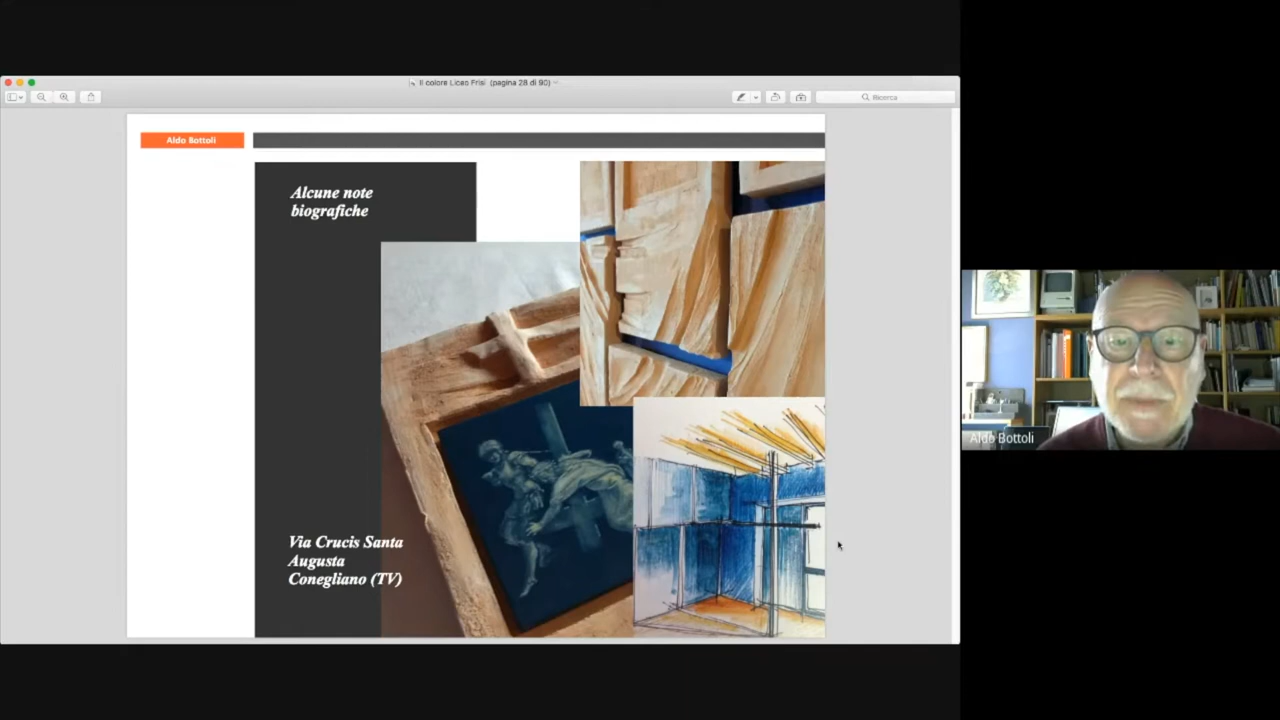 Il colore Liceo Frisi (pagina 28 di 90)
Ricerca
Aldo Bottoli
Alcune note
biografiche
Via Crucis Santa
Augusta
Conegliano (TV)
Aldo Bottoli